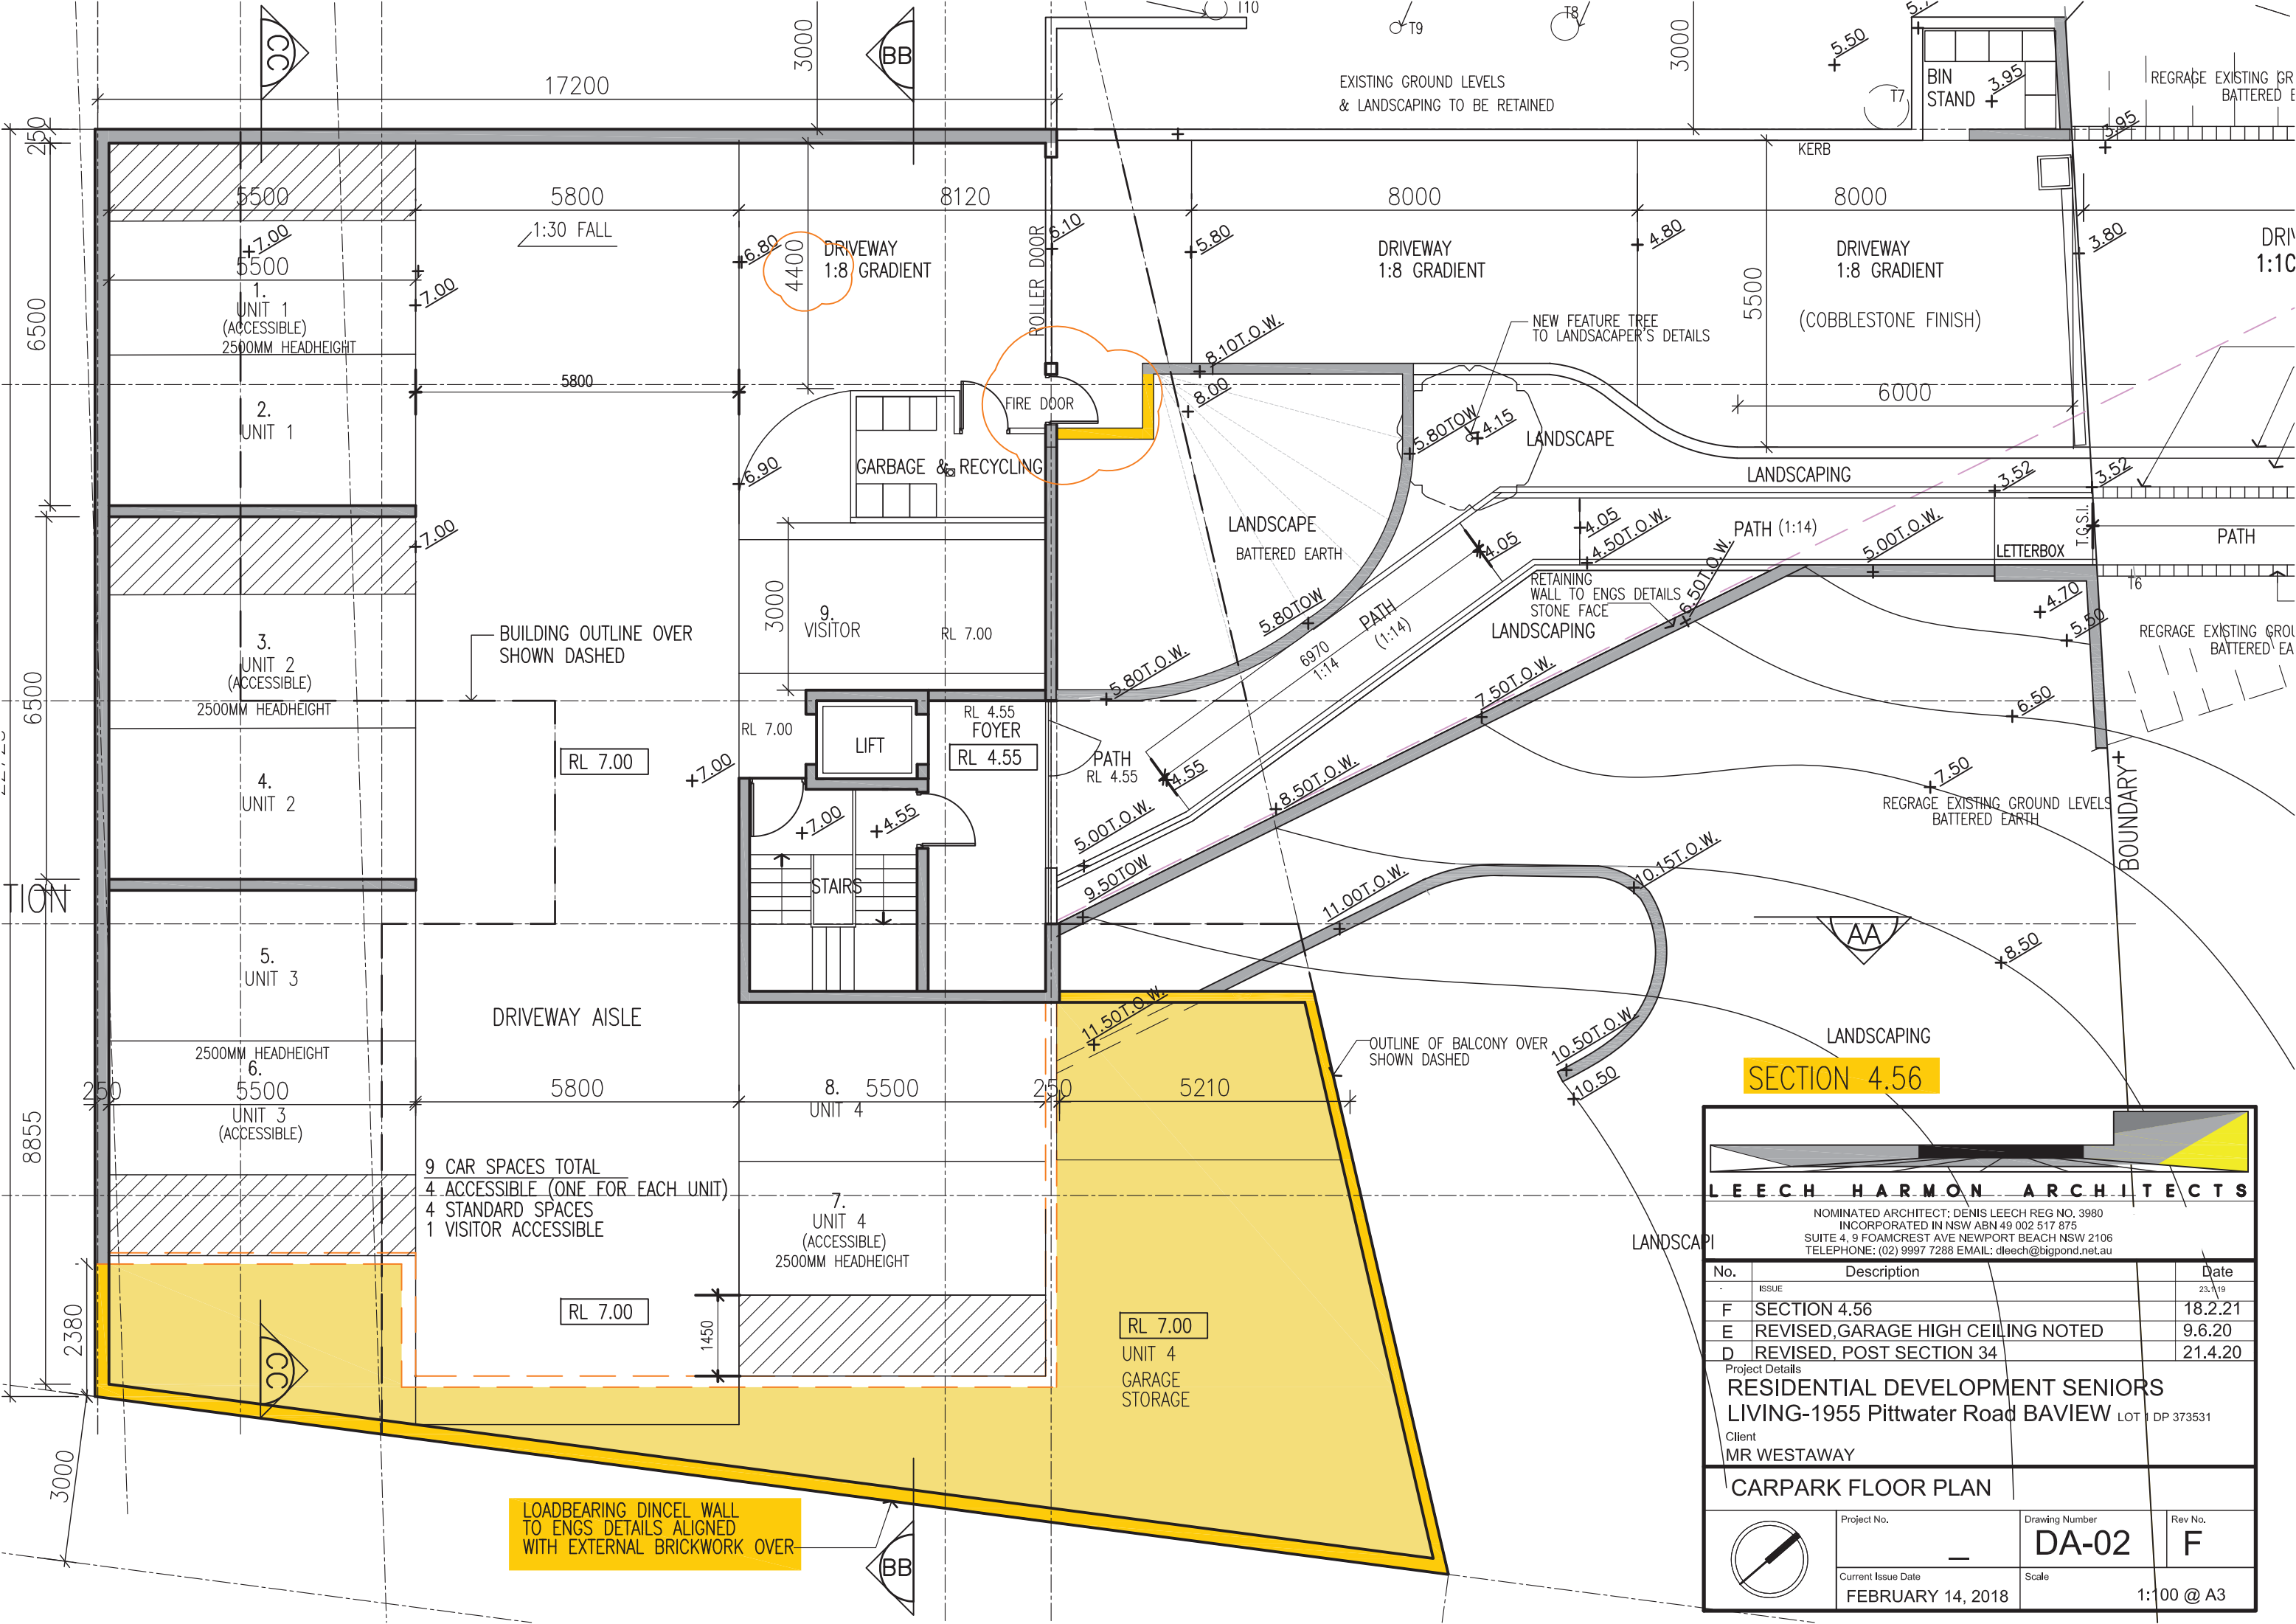 CC
BB
T10
T9
T8
3000
3000
17200
EXISTING GROUND LEVELS
& LANDSCAPING TO BE RETAINED
5.50
T7
BIN
STAND
3.95
REGRAGE EXISTING GR
BATTERED E
3.95
KERB
250
5500
5800
8120
8000
8000
1:30 FALL
7.00
5500
7.00
6.80
4400
DRIVEWAY
1:8 GRADIENT
ROLLER DOOR
6.10
5.80
DRIVEWAY
1:8 GRADIENT
4.80
DRIVEWAY
1:8 GRADIENT
(COBBLESTONE FINISH)
5500
3.80
DRIV
1:10
6500
1.
UNIT 1
(ACCESSIBLE)
2500MM HEADHEIGHT
5800
2.
UNIT 1
FIRE DOOR
8.10T.O.W.
8.00
NEW FEATURE TREE
TO LANDSACAPER'S DETAILS
6000
5.80TOW
4.15
LANDSCAPE
6.90
GARBAGE & RECYCLING
LANDSCAPING
3.52
3.52
7.00
LANDSCAPE
BATTERED EARTH
4.05
4.05
4.50T.O.W.
PATH (1:14)
5.00T.O.W.
LETTERBOX
T.G.S.I.
PATH
T6
6500
3.
UNIT 2
(ACCESSIBLE)
2500MM HEADHEIGHT
BUILDING OUTLINE OVER
SHOWN DASHED
3000
9.
VISITOR
RL 7.00
5.80TOW
PATH
(1:14)
6970
1:14
RETAINING
WALL TO ENGS DETAILS
STONE FACE
LANDSCAPING
6.50T.O.W.
4.70
5.50
REGRAGE EXISTING GROU
BATTERED EA
5.80T.O.W.
7.50T.O.W.
6.50
4.
UNIT 2
RL 7.00
7.00
RL 7.00
LIFT
RL 4.55
FOYER
RL 4.55
PATH
RL 4.55
4.55
8.50T.O.W.
7.50
REGRAGE EXISTING GROUND LEVELS
BATTERED EARTH
BOUNDARY
7.00
4.55
STAIRS
5.00T.O.W.
9.50TOW
11.00T.O.W.
10.15T.O.W.
TION
AA
8.50
5.
UNIT 3
DRIVEWAY AISLE
11.50T.O.W.
OUTLINE OF BALCONY OVER
SHOWN DASHED
10.50T.O.W.
10.50
LANDSCAPING
2500MM HEADHEIGHT
6.
250
5500
UNIT 3
(ACCESSIBLE)
5800
8.
UNIT 4
5500
250
5210
8855
9 CAR SPACES TOTAL
4 ACCESSIBLE (ONE FOR EACH UNIT)
4 STANDARD SPACES
1 VISITOR ACCESSIBLE
7.
UNIT 4
(ACCESSIBLE)
2500MM HEADHEIGHT
LANDSCAPI
2380
CC
RL 7.00
1450
RL 7.00
UNIT 4
GARAGE
STORAGE
3000
LOADBEARING DINCEL WALL
TO ENGS DETAILS ALIGNED
WITH EXTERNAL BRICKWORK OVER
BB
SECTION 4.56
LEECH HARMON ARCHITECTS
NOMINATED ARCHITECT: DENIS LEECH REG NO. 3980
INCORPORATED IN NSW ABN 49 002 517 875
SUITE 4, 9 FOAMCREST AVE NEWPORT BEACH NSW 2106
TELEPHONE: (02) 9997 7288 EMAIL: dleech@bigpond.net.au
No. Description Date
- ISSUE 23.1.19
F SECTION 4.56 18.2.21
E REVISED,GARAGE HIGH CEILING NOTED 9.6.20
D REVISED, POST SECTION 34 21.4.20
Project Details
RESIDENTIAL DEVELOPMENT SENIORS
LIVING-1955 Pittwater Road BAVIEW LOT 1 DP 373531
Client
MR WESTAWAY
CARPARK FLOOR PLAN
Project No.
_
Drawing Number
DA-02
Rev No.
F
Current Issue Date
FEBRUARY 14, 2018
Scale
1:100 @ A3